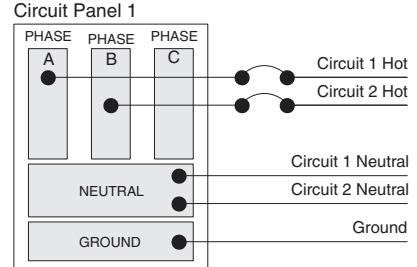 Circuit Panel 1
PHASE PHASE PHASE
A B C
Circuit 1 Hot
Circuit 2 Hot
Circuit 1 Neutral
NEUTRAL
Circuit 2 Neutral
Ground
GROUND